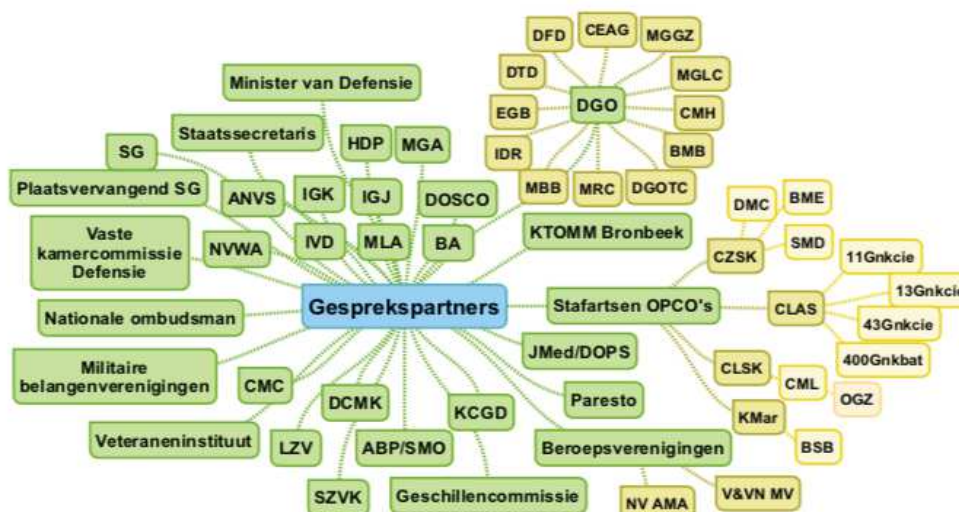 DFD
CEAG
MGGZ
DTD
MGLC
DGO
EGB
CMH
IDR
BMB
MBB
MRC
DGOTC
Minister van Defensie
Staatssecretaris
HDP
MGA
SG
IGK
IGJ
DOSCO
Plaatsvervangend SG
ANVS
Vaste
kamercommissie
Defensie
NVWA
IVD
MLA
BA
KTOMM Bronbeek
DMC
BME
SMD
CZSK
11Gnkcie
13Gnkcie
CLAS
43Gnkcie
400Gnkbat
Gesprekspartners
Stafartsen OPCO's
Nationale ombudsman
JMed/DOPS
Militaire
belangenverenigingen
CMC
DCMK
KCGD
Paresto
CLSK
CML
OGZ
KMar
BSB
Veteraneninstituut
LZV
ABP/SMO
Beroepsverenigingen
SZVK
Geschillencommissie
NV AMA
V&VN MV